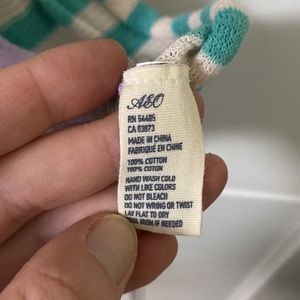 AEO
RN 54485
CA 03873
MADE IN CHINA
FABRIQUÉ EN CHINE
100% COTTON
100% COTON
HAND WASH COLD
WITH LIKE COLORS
DO NOT BLEACH
DO NOT WRING OR TWIST
LAY FLAT TO DRY
COOL IRON IF NEEDED